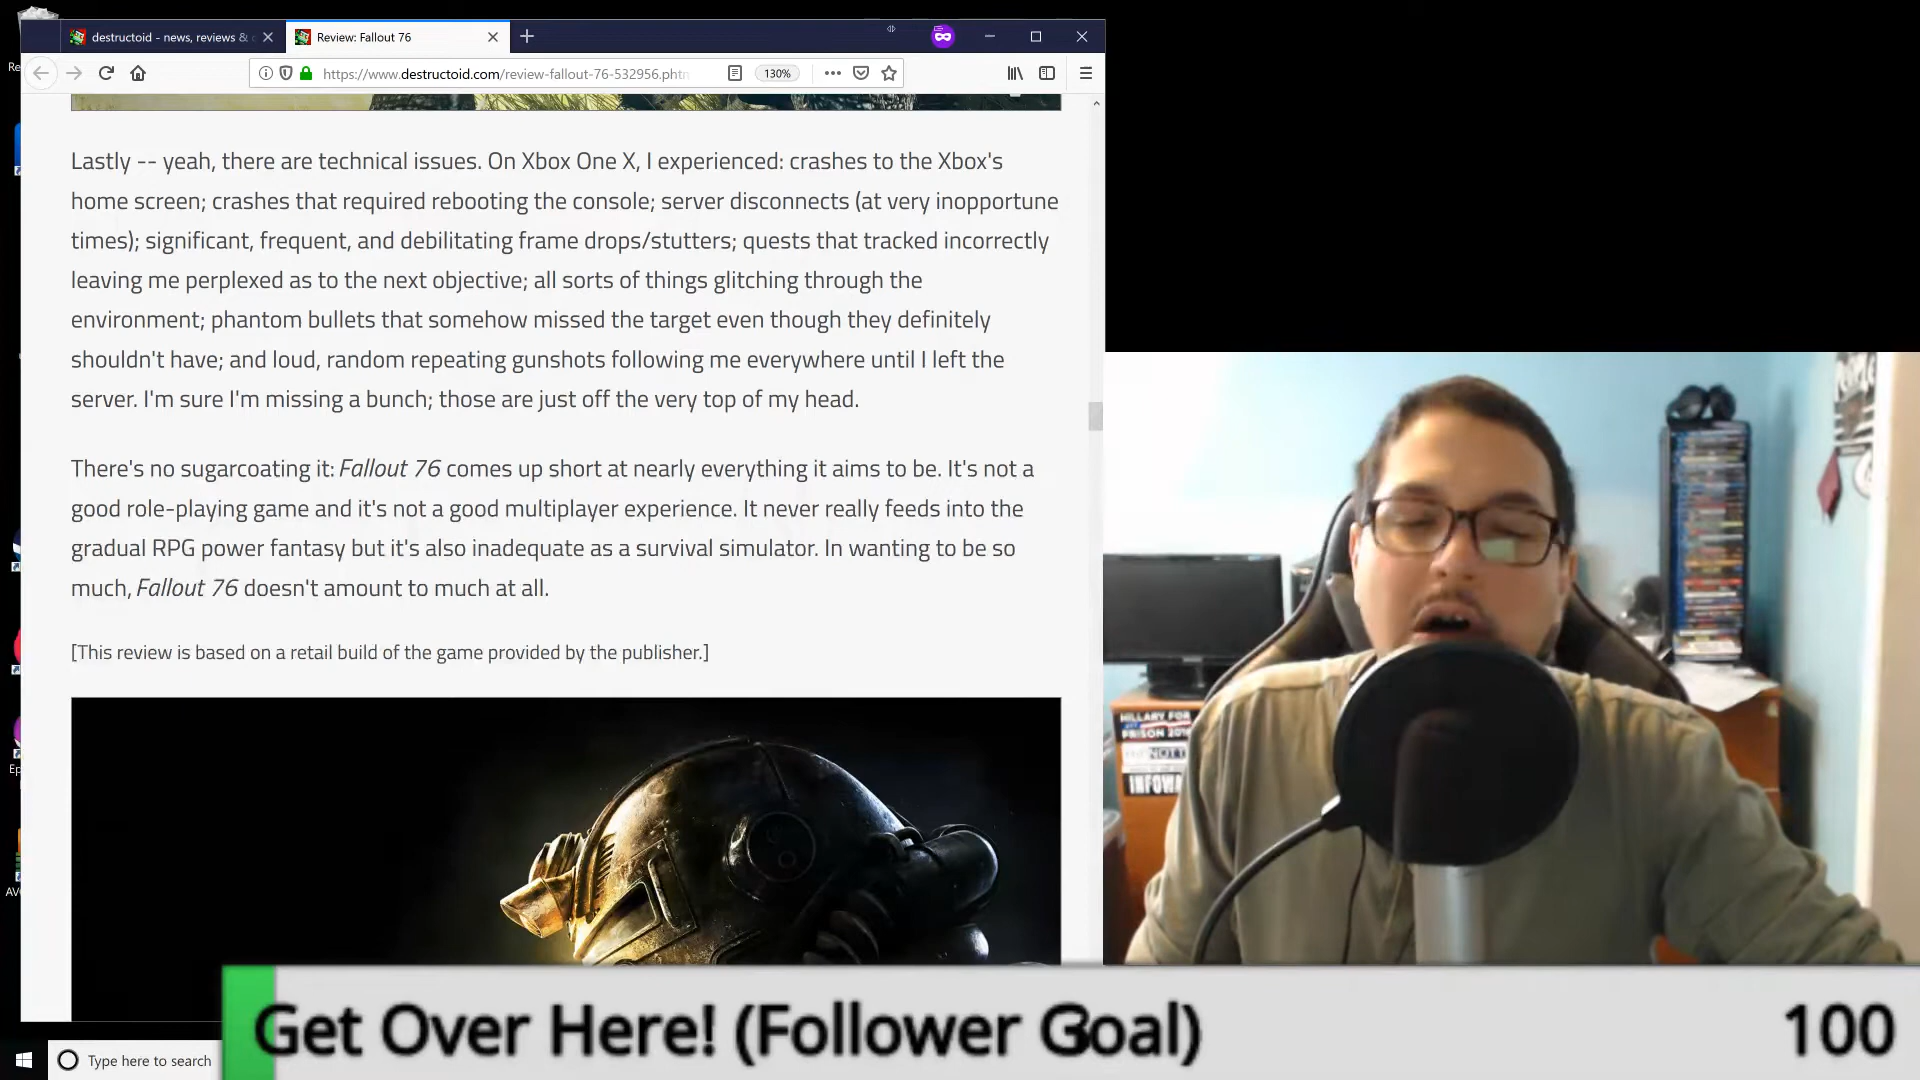 Re
destructoid - news, reviews &
Review: Fallout 76
https://www.destructoid.com/review-fallout-76-532956.phtm
130%
Lastly -- yeah, there are technical issues. On Xbox One X, I experienced: crashes to the Xbox's
home screen; crashes that required rebooting the console; server disconnects (at very inopportune
times); significant, frequent, and debilitating frame drops/stutters; quests that tracked incorrectly
leaving me perplexed as to the next objective; all sorts of things glitching through the
environment; phantom bullets that somehow missed the target even though they definitely
shouldn't have; and loud, random repeating gunshots following me everywhere until I left the
server. I'm sure I'm missing a bunch; those are just off the very top of my head.
There's no sugarcoating it: Fallout 76 comes up short at nearly everything it aims to be. It's not a
good role-playing game and it's not a good multiplayer experience. It never really feeds into the
gradual RPG power fantasy but it's also inadequate as a survival simulator. In wanting to be so
much, Fallout 76 doesn't amount to much at all.
[This review is based on a retail build of the game provided by the publisher.]
Ep
AV
HILLARY FOR
PRISON 2016
INFOWA
Get Over Here! (Follower Goal)
3
100
Type here to search